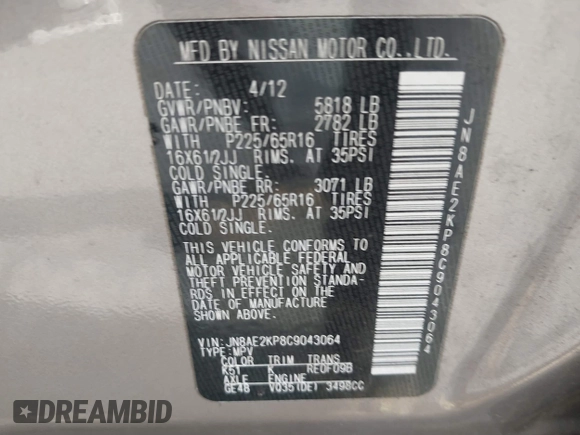 MFD BY NISSAN MOTOR CO.,LTD.
DATE: 4/12
GVWR/PNBV: 5818 LB
GAWR/PNBE FR: 2782 LB
WITH P225/65R16 TIRES
16X61/2JJ RIMS. AT 35PSI
COLD SINGLE.
GAWR/PNBE RR: 3071 LB
WITH P225/65R16 TIRES
16X61/2JJ RIMS. AT 35PSI
COLD SINGLE.
THIS VEHICLE CONFORMS TO
ALL APPLICABLE FEDERAL
MOTOR VEHICLE SAFETY AND
THEFT PREVENTION STANDA-
RDS IN EFFECT ON THE
DATE OF MANUFACTURE
SHOWN ABOVE.
VIN: JN8AE2KP8C9043064
TYPE: MPV
COLOR TRIM TRANS
K51 K RE0F09B
AXLE ENGINE
GE48 VQ35(DE) 3498CC
JN8AE2KP8C9043064
RIDESAFELY